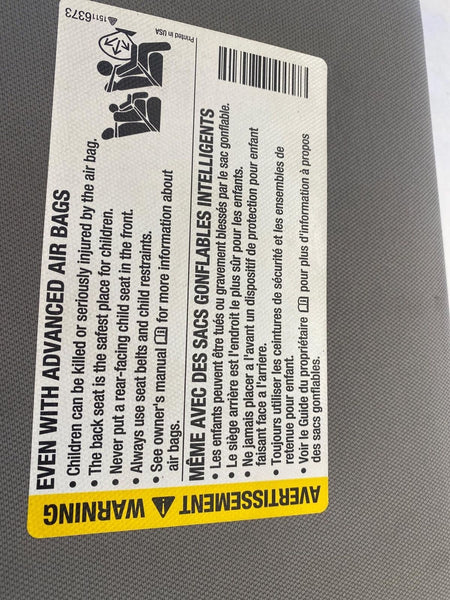 WARNING AVERTISSEMENT
EVEN WITH ADVANCED AIR BAGS
• Children can be killed or seriously injured by the air bag.
• The back seat is the safest place for children.
• Never put a rear-facing child seat in the front.
• Always use seat belts and child restraints.
• See owner's manual for more information about
air bags.
MÊME AVEC DES SACS GONFLABLES INTELLIGENTS
• Les enfants peuvent être tués ou gravement blessés par le sac gonflable.
• Le siège arrière est l'endroit le plus sûr pour les enfants.
• Ne jamais placer a l'avant un dispositif de protection pour enfant
faisant face a l'arriere.
• Toujours utiliser les ceintures de sécurité et les ensembles de
retenue pour enfant.
• Voir le Guide du propriétaire pour plus d'information à propos
des sacs gonflables.
15116373
Printed in USA